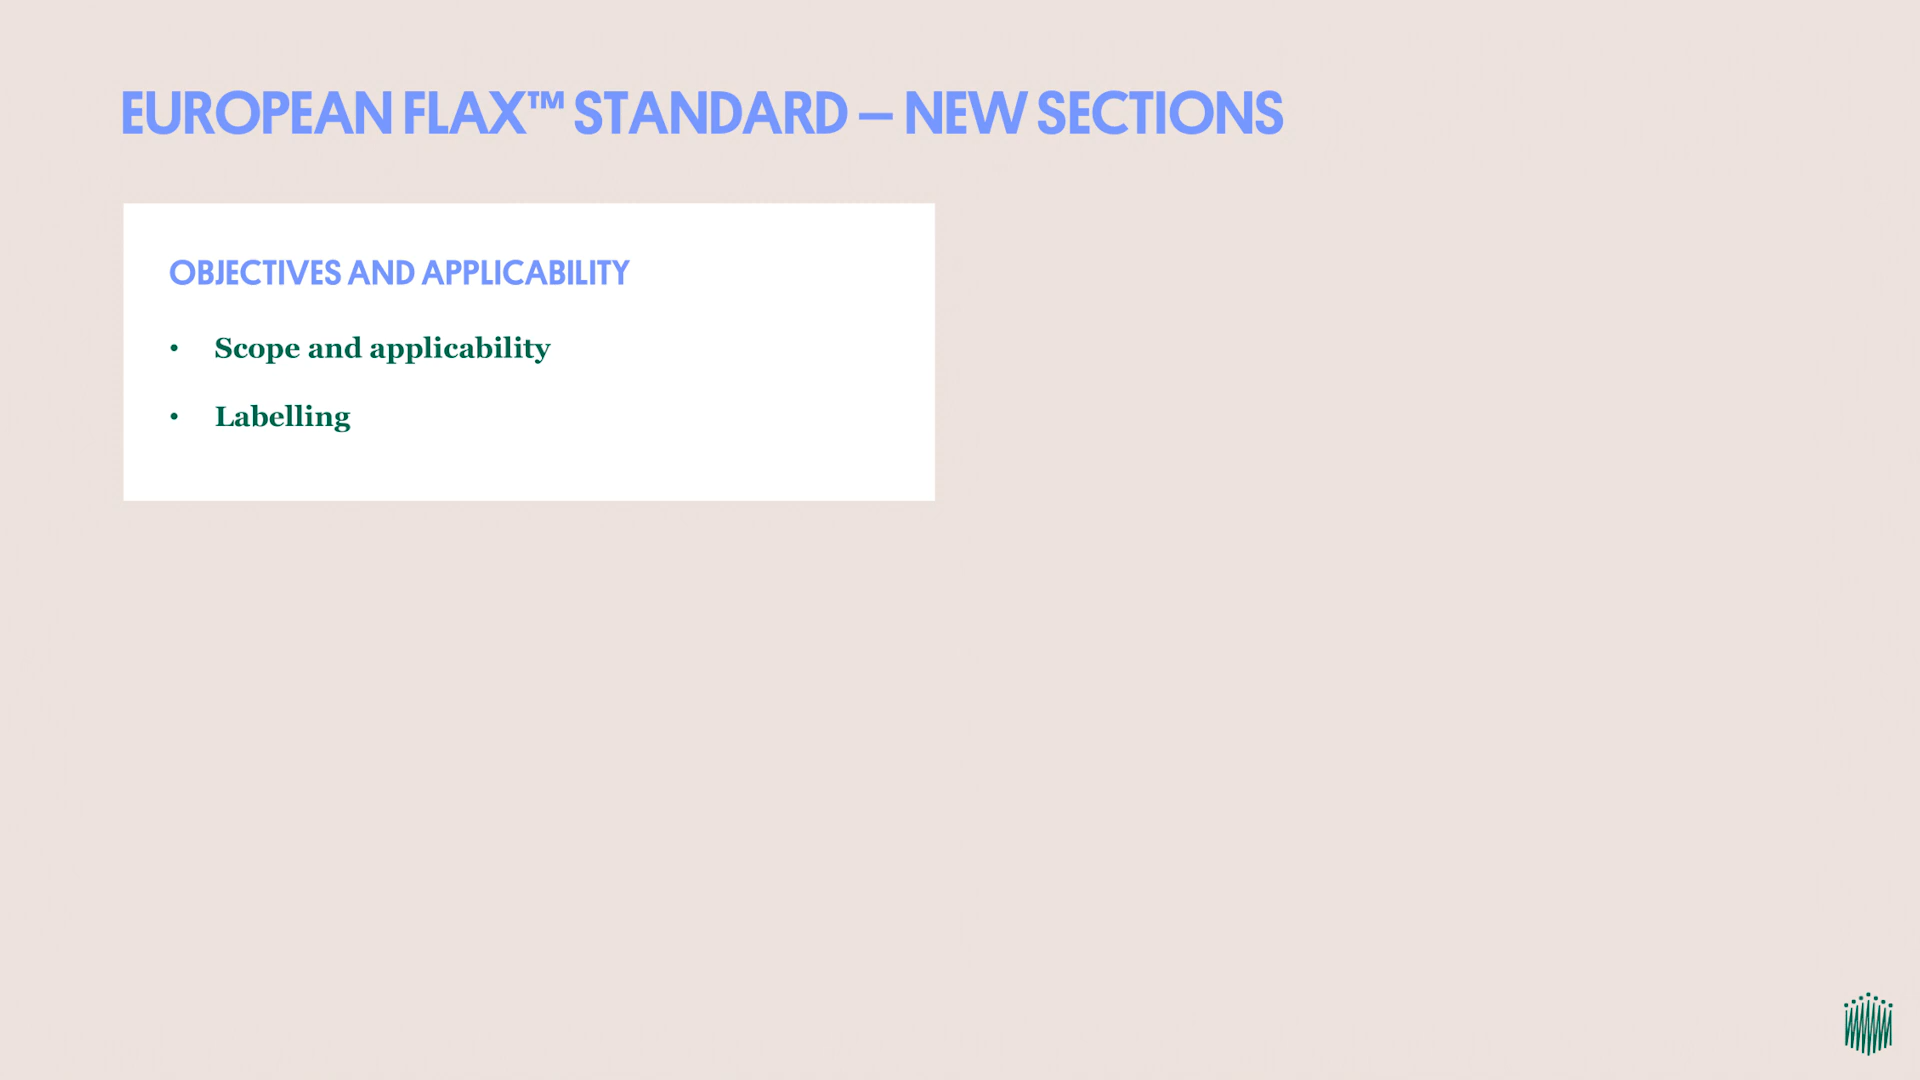 EUROPEAN FLAX™ STANDARD – NEW SECTIONS
OBJECTIVES AND APPLICABILITY
• Scope and applicability
• Labelling